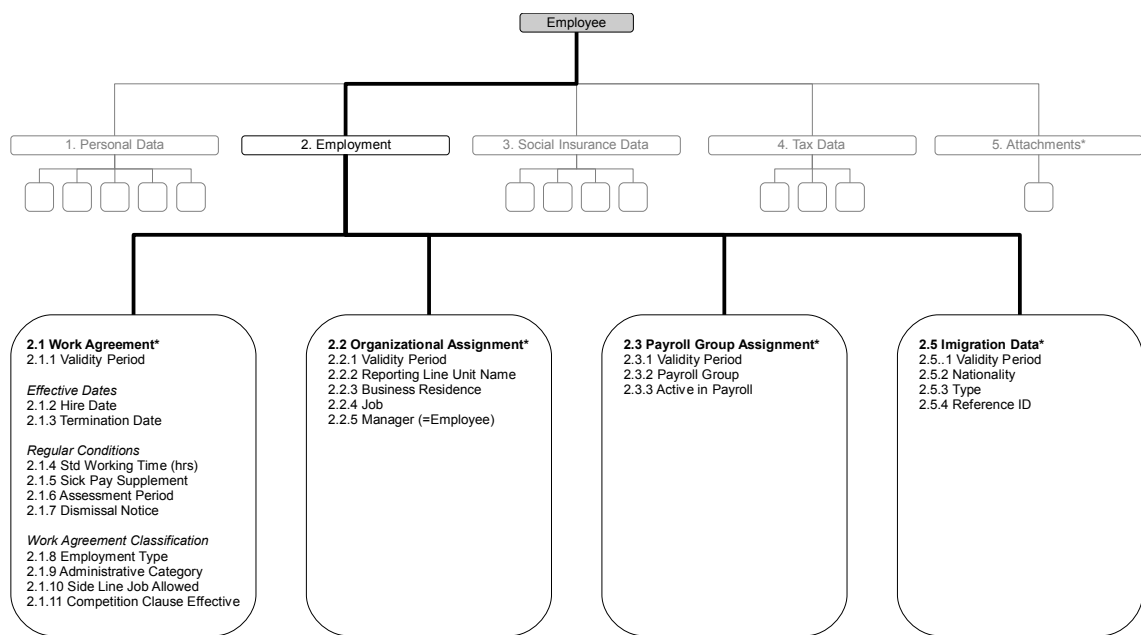 Employee
1. Personal Data
2. Employment
3. Social Insurance Data
4. Tax Data
5. Attachments*
2.1 Work Agreement*
2.1.1 Validity Period
Effective Dates
2.1.2 Hire Date
2.1.3 Termination Date
Regular Conditions
2.1.4 Std Working Time (hrs)
2.1.5 Sick Pay Supplement
2.1.6 Assessment Period
2.1.7 Dismissal Notice
Work Agreement Classification
2.1.8 Employment Type
2.1.9 Administrative Category
2.1.10 Side Line Job Allowed
2.1.11 Competition Clause Effective
2.2 Organizational Assignment*
2.2.1 Validity Period
2.2.2 Reporting Line Unit Name
2.2.3 Business Residence
2.2.4 Job
2.2.5 Manager (=Employee)
2.3 Payroll Group Assignment*
2.3.1 Validity Period
2.3.2 Payroll Group
2.3.3 Active in Payroll
2.5 Imigration Data*
2.5..1 Validity Period
2.5.2 Nationality
2.5.3 Type
2.5.4 Reference ID